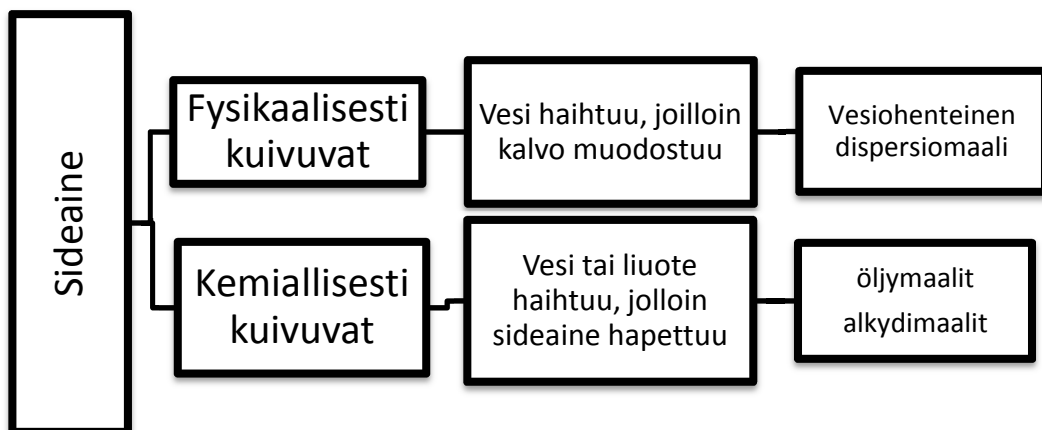 Sideaine
Fysikaalisesti
kuivuvat
Vesi haihtuu, joilloin
kalvo muodostuu
Vesiohenteinen
dispersiomaali
Kemiallisesti
kuivuvat
Vesi tai liuote
haihtuu, jolloin
sideaine hapettuu
öljymaalit
alkydimaalit